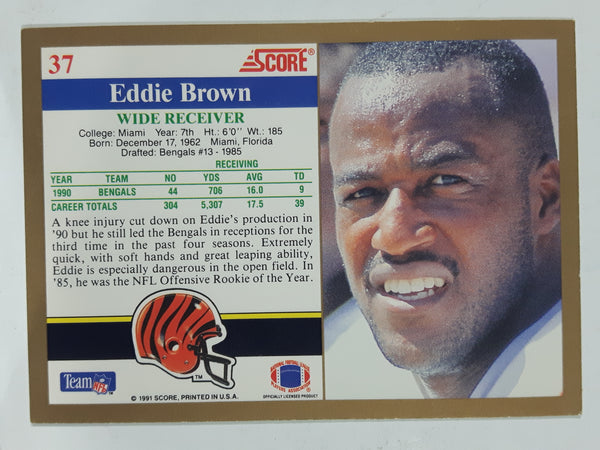 37
SCORE®
Eddie Brown
WIDE RECEIVER
College: Miami Year: 7th Ht.: 6'0'' Wt.: 185
Born: December 17, 1962 Miami, Florida
Drafted: Bengals #13 - 1985
RECEIVING
YEAR TEAM NO YDS AVG TD
1990 BENGALS 44 706 16.0 9
CAREER TOTALS 304 5,307 17.5 39
A knee injury cut down on Eddie's production in
'90 but he still led the Bengals in receptions for the
third time in the past four seasons. Extremely
quick, with soft hands and great leaping ability,
Eddie is especially dangerous in the open field. In
'85, he was the NFL Offensive Rookie of the Year.
TM
Team NFL
TM
© 1991 SCORE, PRINTED IN U.S.A.
OFFICIALLY LICENSED PRODUCT